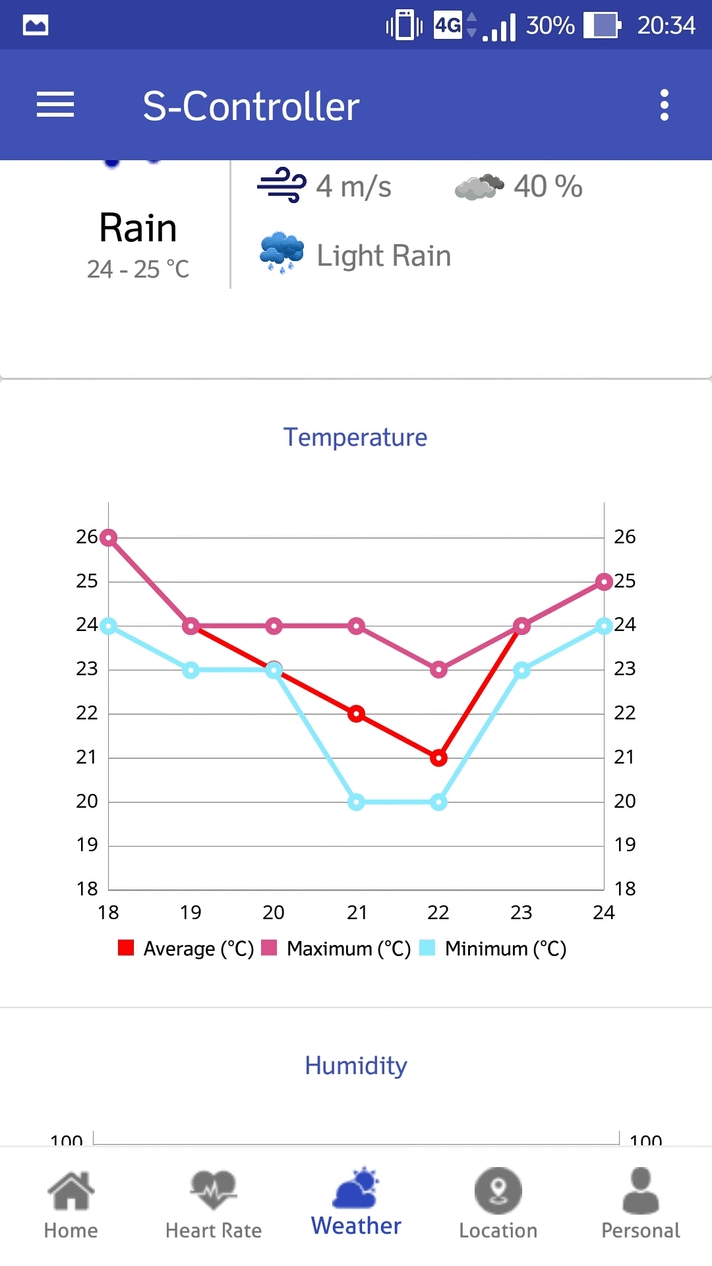 4G 30% 20:34
S-Controller
4 m/s 40 %
Rain
24 - 25 °C
Light Rain
Temperature
26 26
25 25
24 24
23 23
22 22
21 21
20 20
19 19
18 18
18 19 20 21 22 23 24
Average (°C) Maximum (°C) Minimum (°C)
Humidity
100 100
Home Heart Rate Weather Location Personal